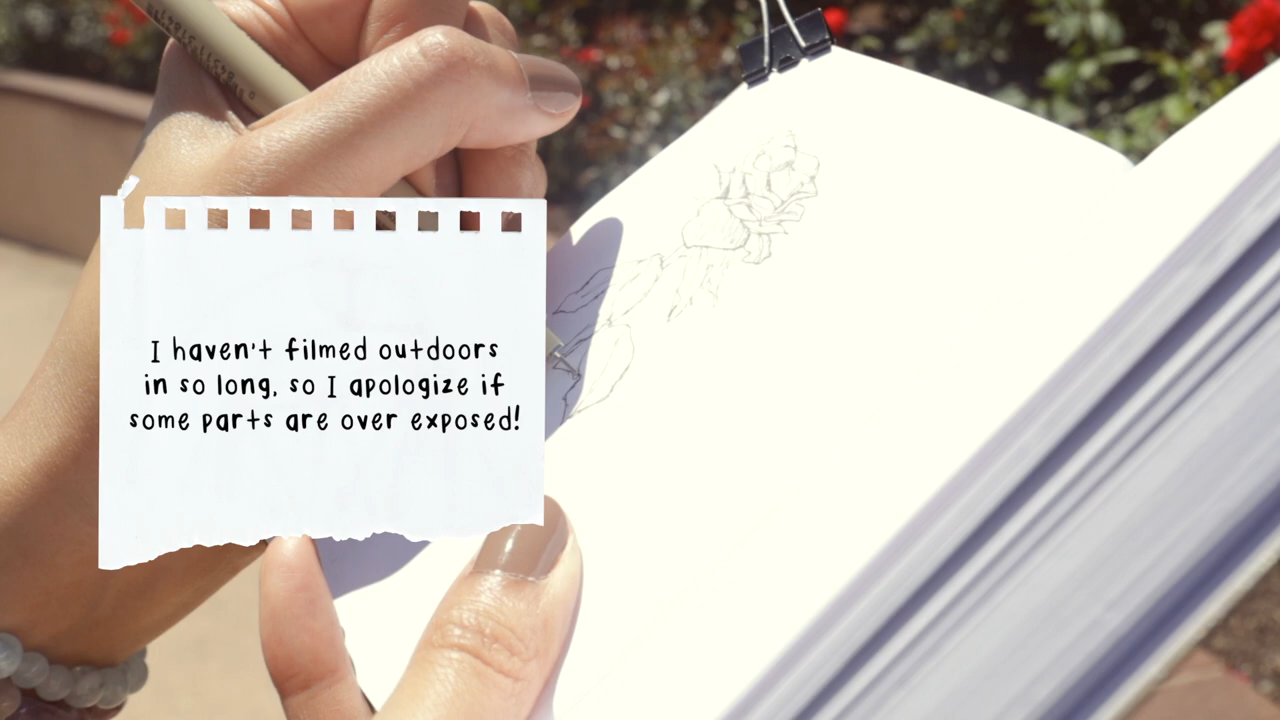 I haven't filmed outdoors
in so long, so I apologize if
some parts are over exposed!